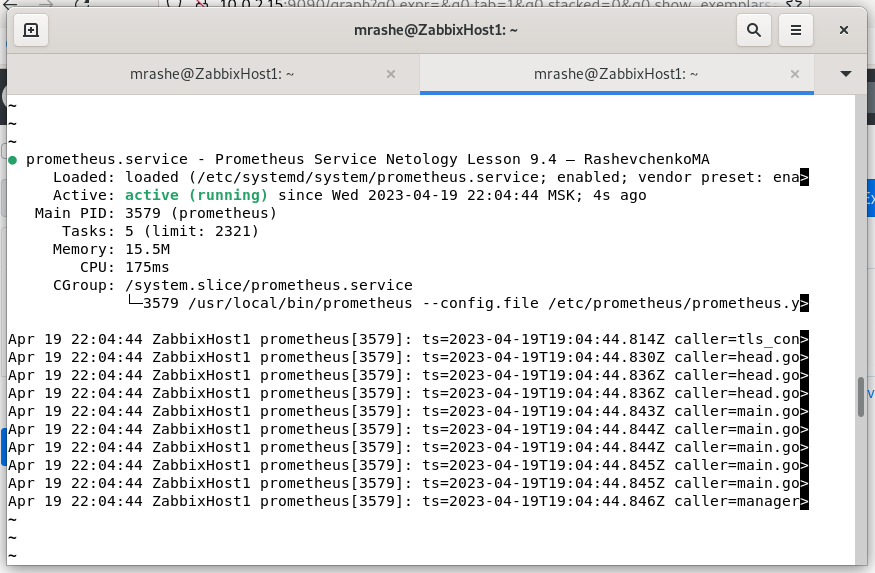 10.0.2.15:9090/graph?g0.expr=&g0.tab=1&g0.stacked=0&g0.show_exemplars
mrashe@ZabbixHost1: ~
mrashe@ZabbixHost1: ~ × mrashe@ZabbixHost1: ~ ×
~
~
~
● prometheus.service - Prometheus Service Netology Lesson 9.4 — RashevchenkoMA
Loaded: loaded (/etc/systemd/system/prometheus.service; enabled; vendor preset: ena>
Active: active (running) since Wed 2023-04-19 22:04:44 MSK; 4s ago
Main PID: 3579 (prometheus)
Tasks: 5 (limit: 2321)
Memory: 15.5M
CPU: 175ms
CGroup: /system.slice/prometheus.service
└─3579 /usr/local/bin/prometheus --config.file /etc/prometheus/prometheus.y>
Apr 19 22:04:44 ZabbixHost1 prometheus[3579]: ts=2023-04-19T19:04:44.814Z caller=tls_con>
Apr 19 22:04:44 ZabbixHost1 prometheus[3579]: ts=2023-04-19T19:04:44.830Z caller=head.go>
Apr 19 22:04:44 ZabbixHost1 prometheus[3579]: ts=2023-04-19T19:04:44.836Z caller=head.go>
Apr 19 22:04:44 ZabbixHost1 prometheus[3579]: ts=2023-04-19T19:04:44.836Z caller=head.go>
Apr 19 22:04:44 ZabbixHost1 prometheus[3579]: ts=2023-04-19T19:04:44.843Z caller=main.go>
Apr 19 22:04:44 ZabbixHost1 prometheus[3579]: ts=2023-04-19T19:04:44.844Z caller=main.go>
Apr 19 22:04:44 ZabbixHost1 prometheus[3579]: ts=2023-04-19T19:04:44.844Z caller=main.go>
Apr 19 22:04:44 ZabbixHost1 prometheus[3579]: ts=2023-04-19T19:04:44.845Z caller=main.go>
Apr 19 22:04:44 ZabbixHost1 prometheus[3579]: ts=2023-04-19T19:04:44.845Z caller=main.go>
Apr 19 22:04:44 ZabbixHost1 prometheus[3579]: ts=2023-04-19T19:04:44.846Z caller=manager>
~
~
~